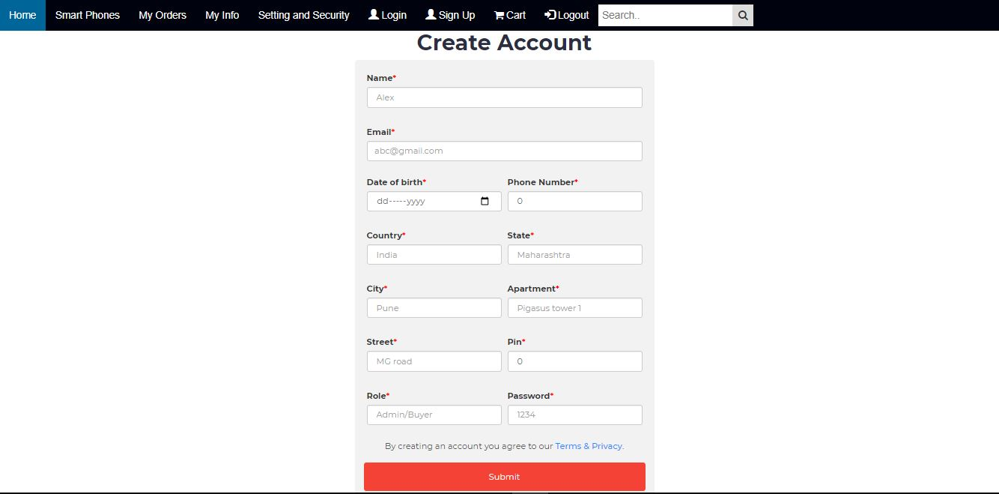 Home Smart Phones My Orders My Info Setting and Security Login Sign Up Cart Logout Search..
Create Account
Name*
Alex
Email*
abc@gmail.com
Date of birth* Phone Number*
dd-----yyyy 0
Country* State*
India Maharashtra
City* Apartment*
Pune Pigasus tower 1
Street* Pin*
MG road 0
Role* Password*
Admin/Buyer 1234
By creating an account you agree to our Terms & Privacy.
Submit